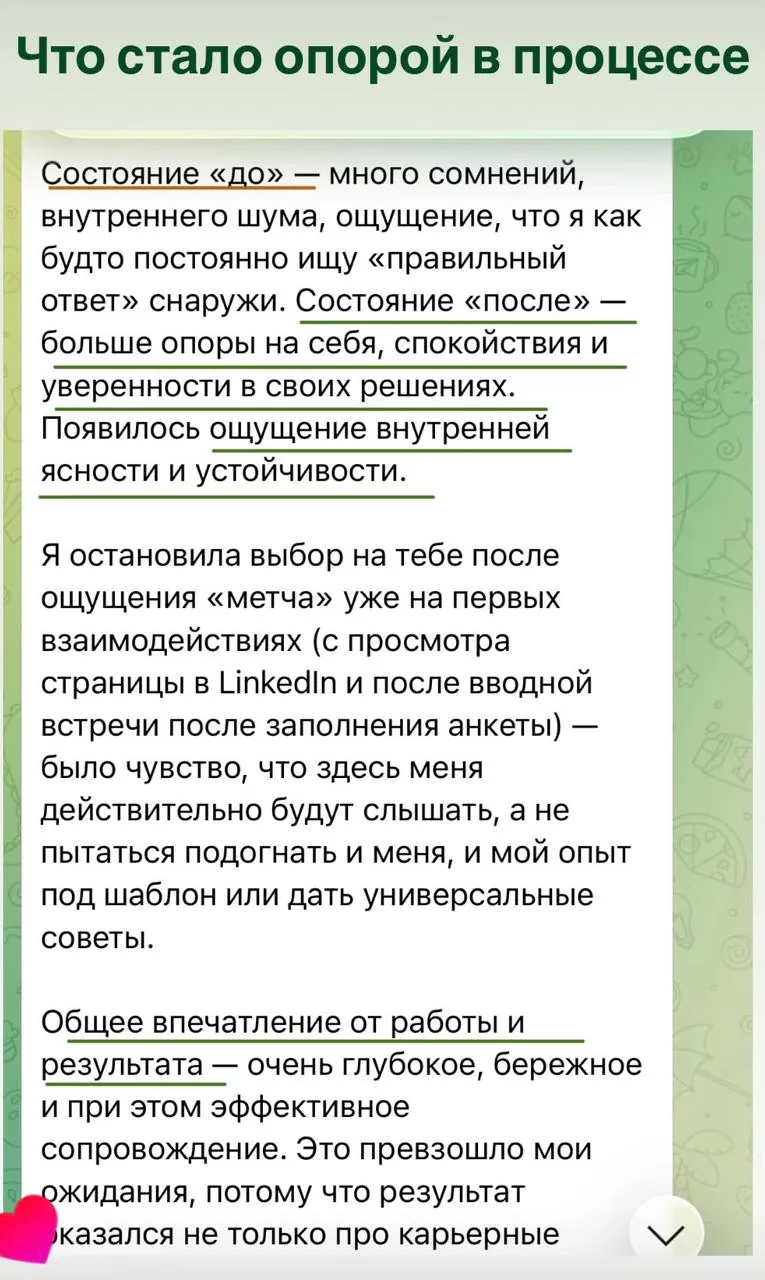 Что стало опорой в процессе
Состояние «до» — много сомнений,
внутреннего шума, ощущение, что я как
будто постоянно ищу «правильный
ответ» снаружи. Состояние «после» —
больше опоры на себя, спокойствия и
уверенности в своих решениях.
Появилось ощущение внутренней
ясности и устойчивости.
Я остановила выбор на тебе после
ощущения «метча» уже на первых
взаимодействиях (с просмотра
страницы в LinkedIn и после вводной
встречи после заполнения анкеты) —
было чувство, что здесь меня
действительно будут слышать, а не
пытаться подогнать и меня, и мой опыт
под шаблон или дать универсальные
советы.
Общее впечатление от работы и
результата — очень глубокое, бережное
и при этом эффективное
сопровождение. Это превзошло мои
ожидания, потому что результат
оказался не только про карьерные